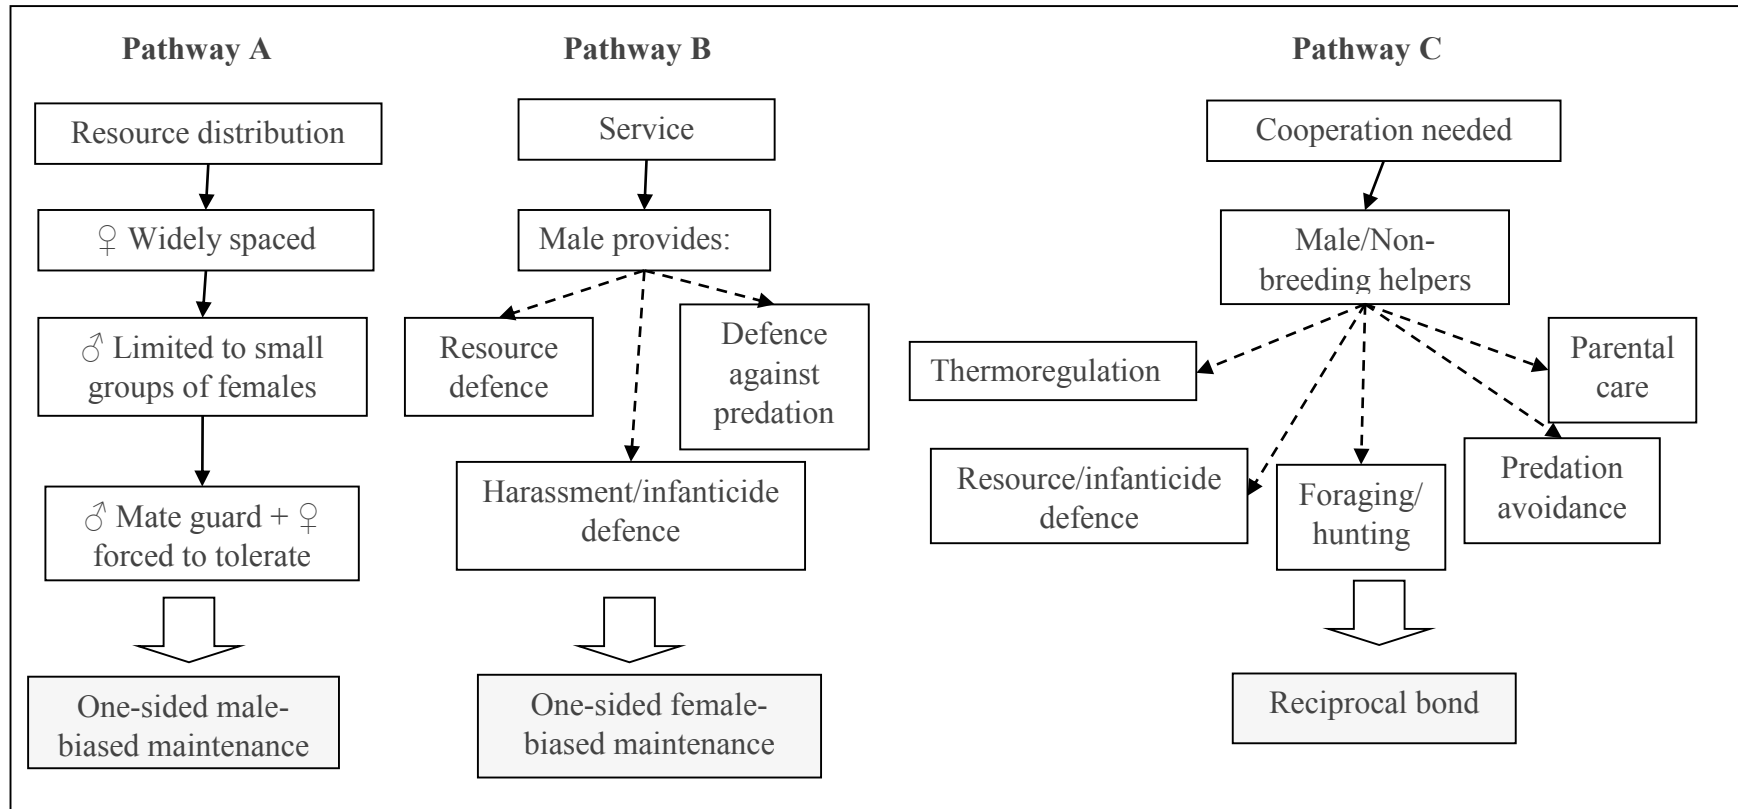 Pathway A
Resource distribution
♀ Widely spaced
♂ Limited to small
groups of females
♂ Mate guard + ♀
forced to tolerate
One-sided male-
biased maintenance
Pathway B
Service
Male provides:
Resource
defence
Defence
against
predation
Harassment/infanticide
defence
One-sided female-
biased maintenance
Pathway C
Cooperation needed
Male/Non-
breeding helpers
Thermoregulation
Parental
care
Resource/infanticide
defence
Foraging/
hunting
Predation
avoidance
Reciprocal bond